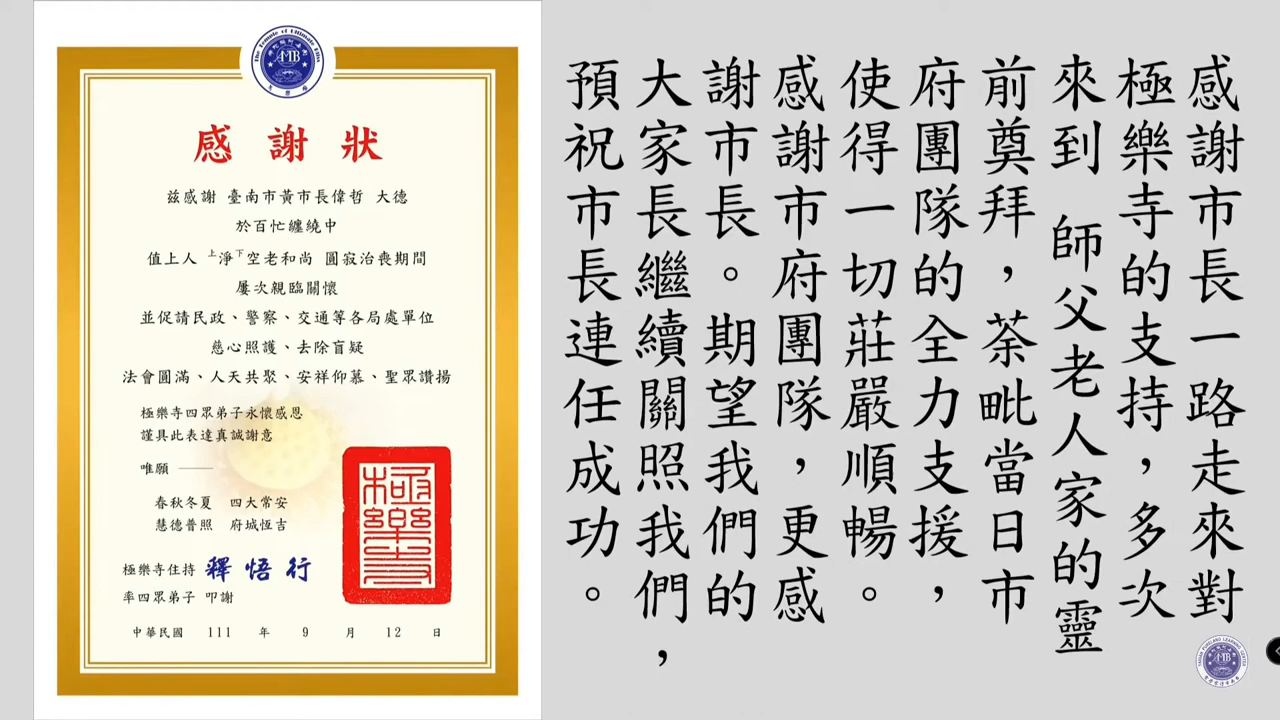 The Temple of Ultimate Bliss
AMB
感謝狀
茲感謝 臺南市黃市長偉哲 大德
於百忙纏繞中
值上人 上淨下空老和尚 圓寂治喪期間
屢次親臨關懷
並促請民政、警察、交通等各局處單位
慈心照護、去除盲疑
法會圓滿、人天共聚、安祥仰慕、聖眾讚揚
極樂寺四眾弟子永懷感恩
謹具此表達真誠謝意
唯願 ——
春秋冬夏 四大常安
慧德普照 府城恆吉
極樂寺住持 釋悟行
率四眾弟子 叩謝
中華民國 111 年 9 月 12 日
極樂寺
感謝市長一路走來對
極樂寺的支持，多次
來到 師父老人家的靈
前奠拜，荼毗當日市
府團隊的全力支援，
使得一切莊嚴順暢。
感謝市府團隊，更感
謝市長。期望我們的
大家長繼續關照我們，
預祝市長連任成功。
AMB